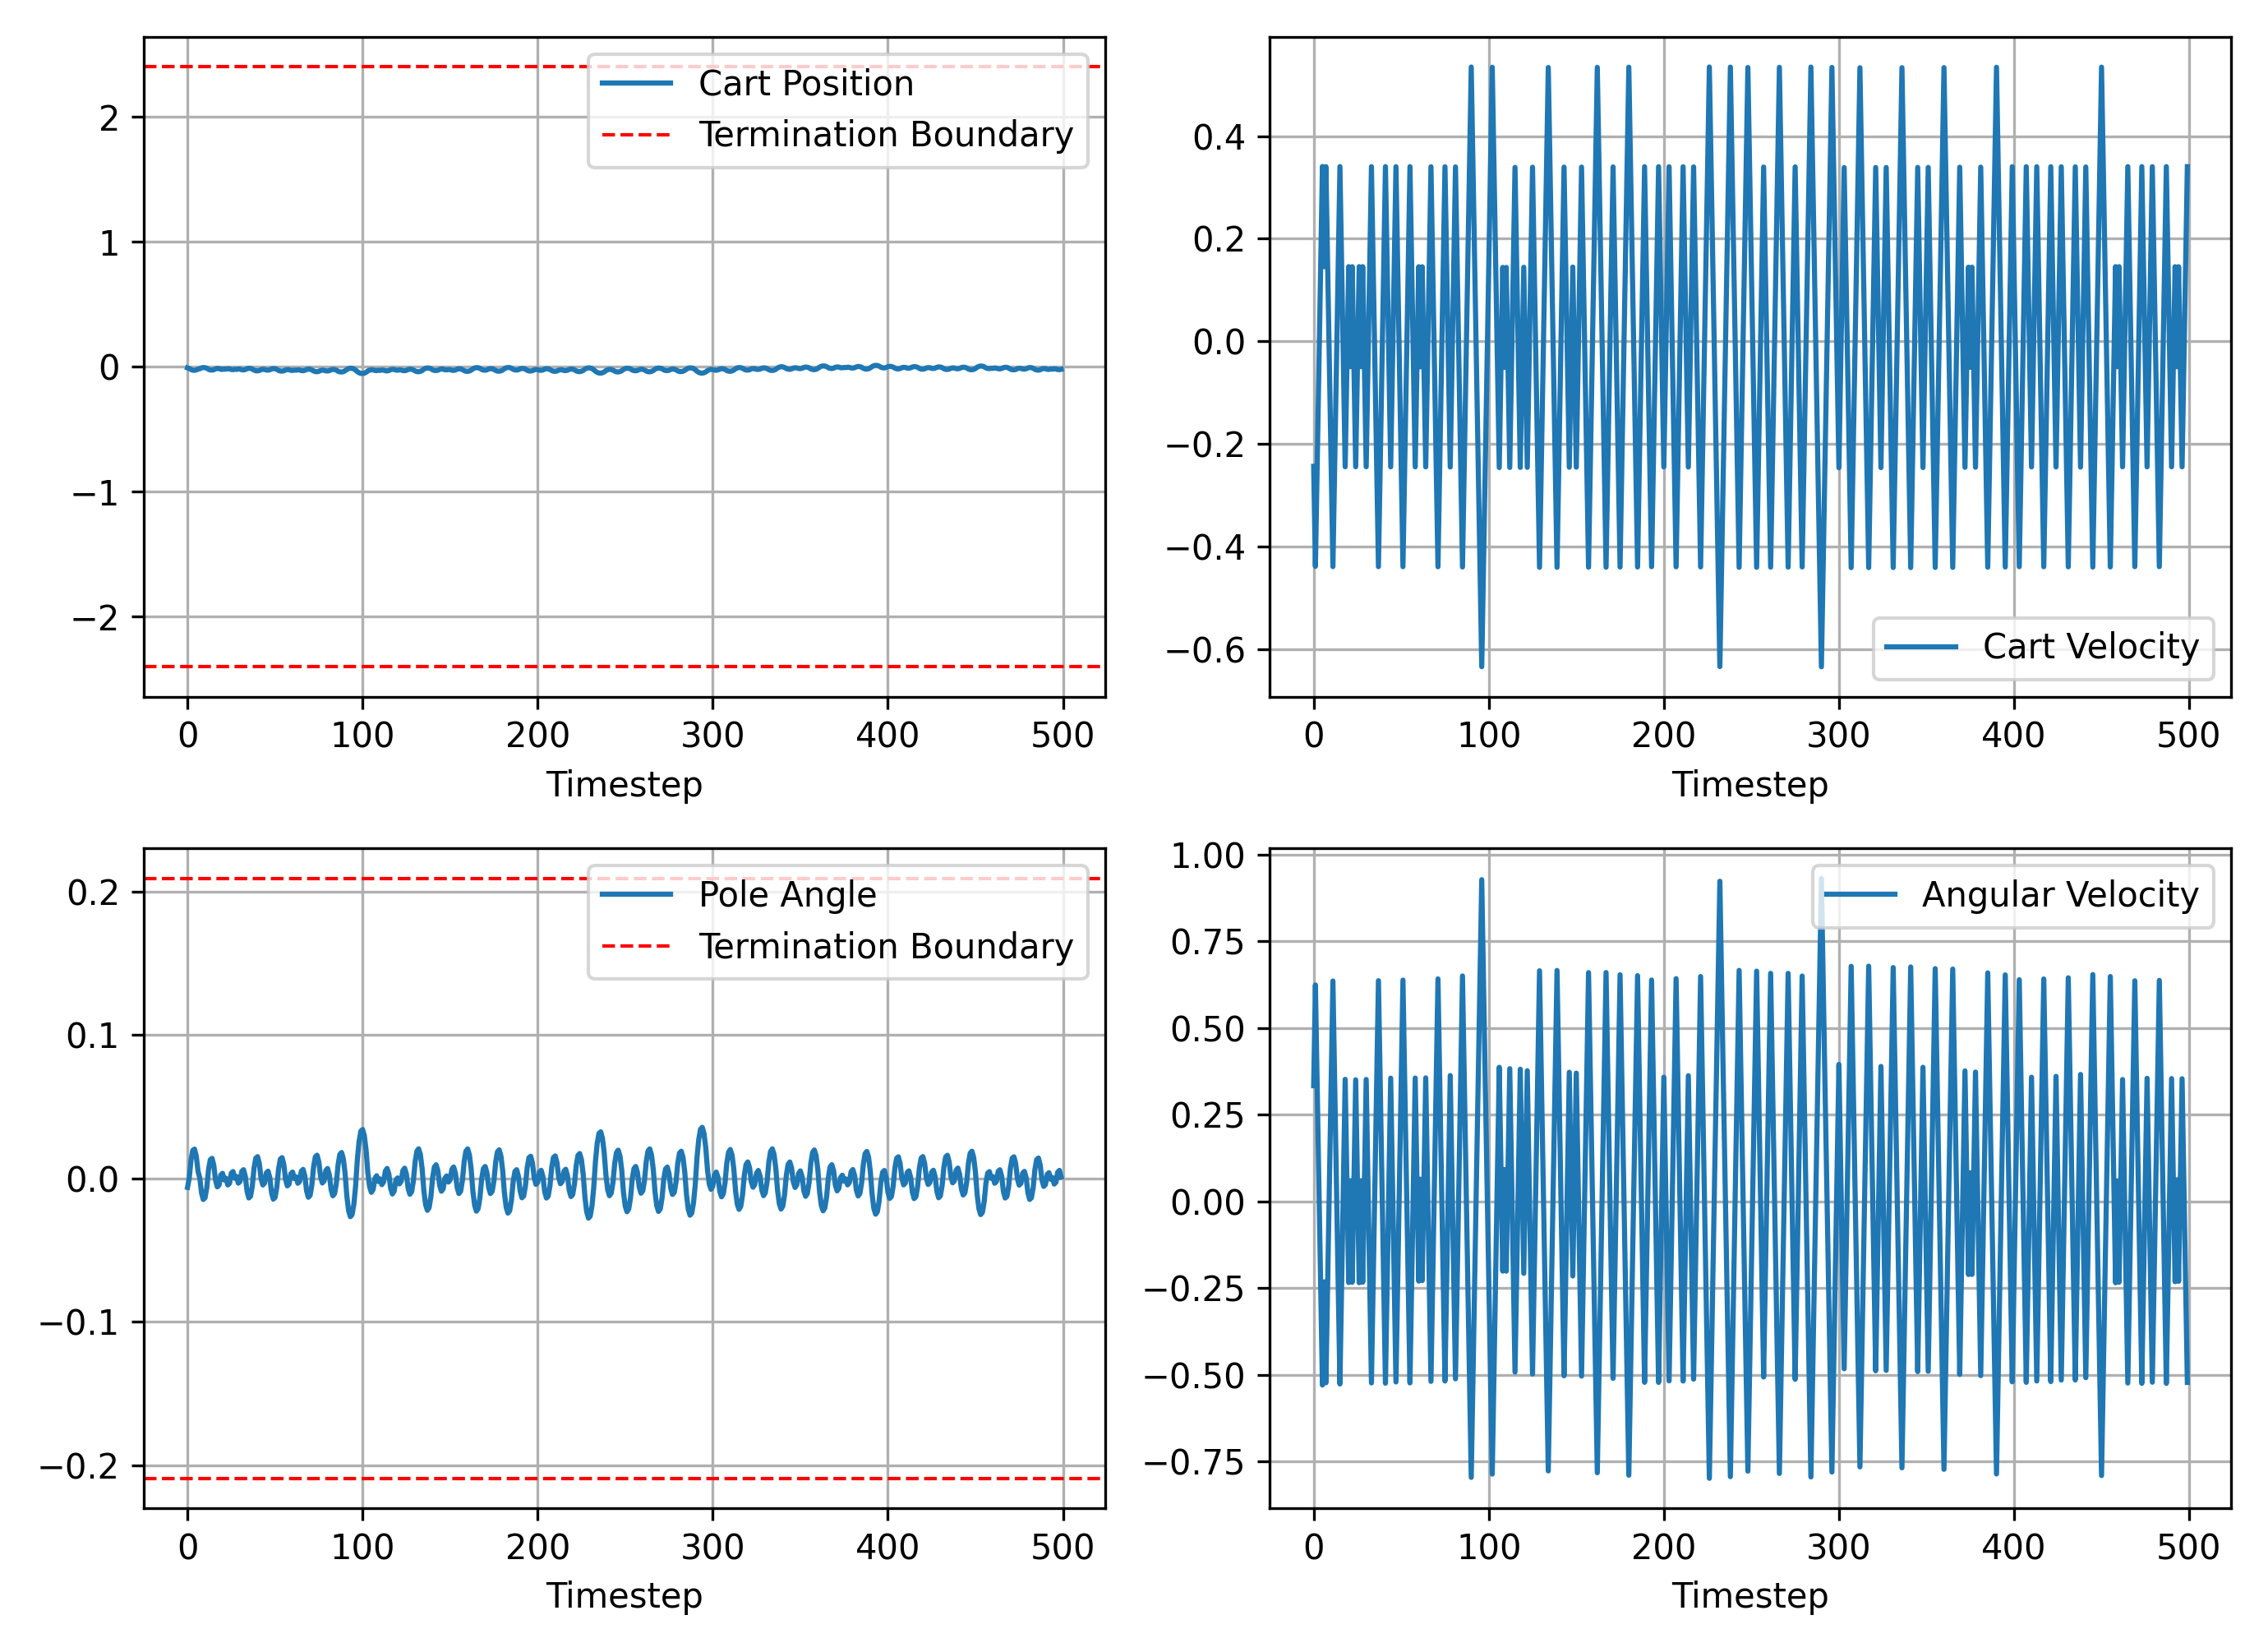 Cart Position
Termination Boundary
2
1
0
−1
−2
0 100 200 300 400 500
Timestep
0.4
0.2
0.0
−0.2
−0.4
−0.6
Cart Velocity
0 100 200 300 400 500
Timestep
Pole Angle
Termination Boundary
0.2
0.1
0.0
−0.1
−0.2
0 100 200 300 400 500
Timestep
Angular Velocity
1.00
0.75
0.50
0.25
0.00
−0.25
−0.50
−0.75
0 100 200 300 400 500
Timestep